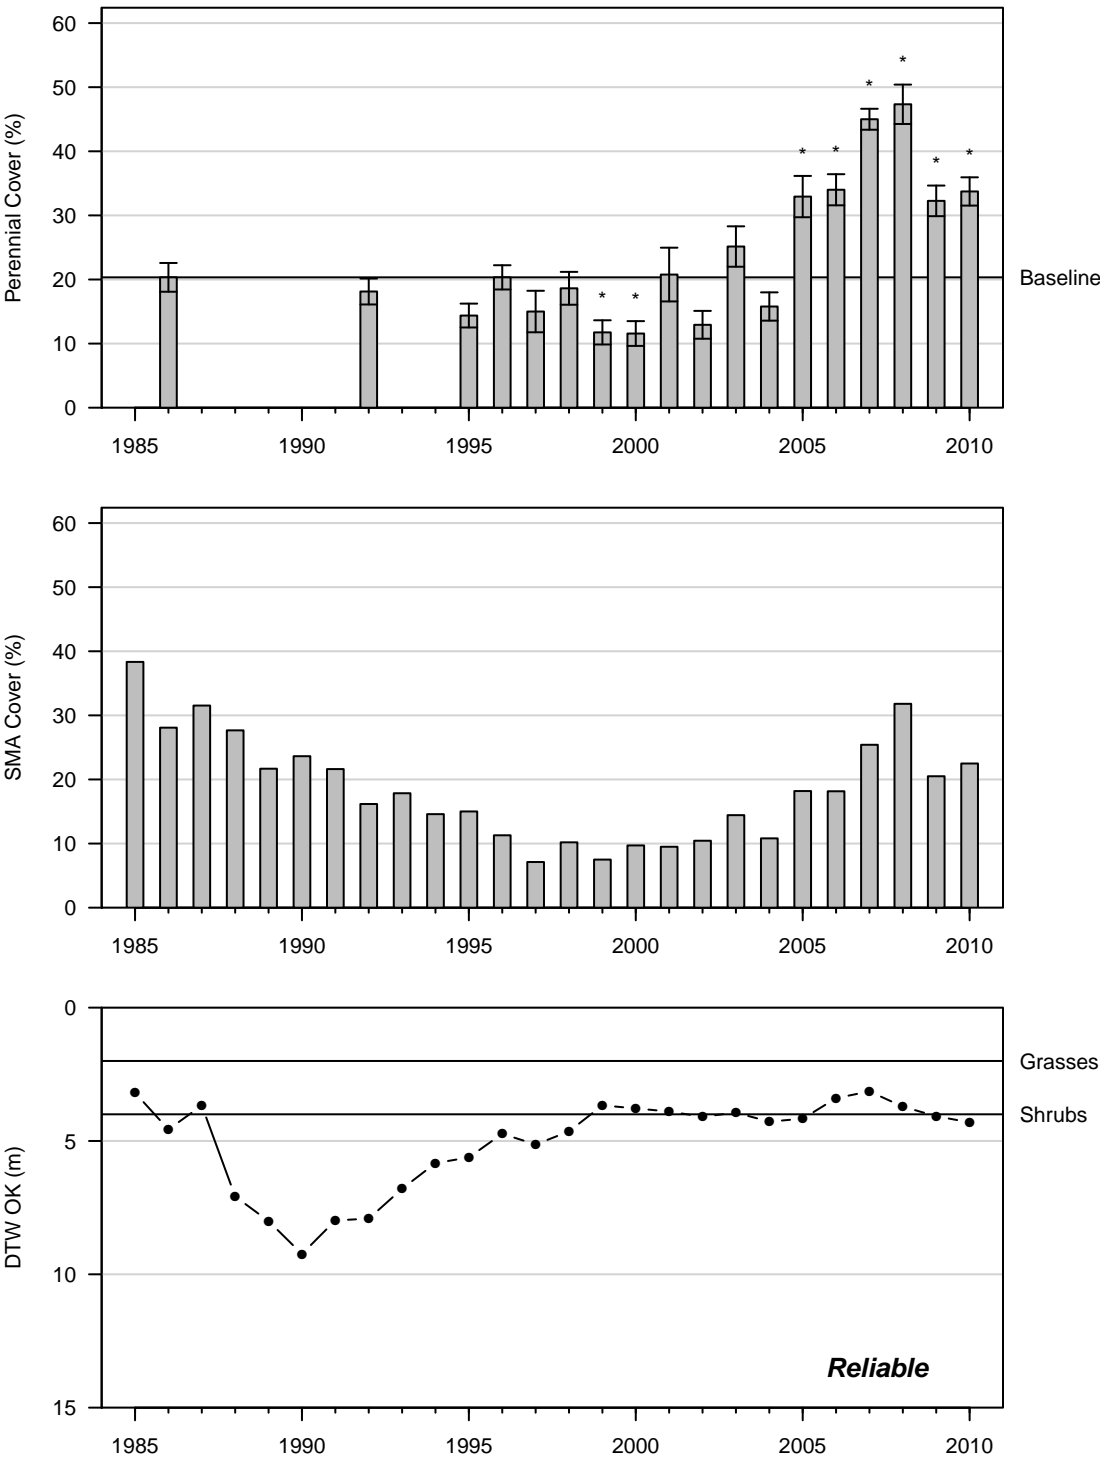 Perennial Cover (%)
60
50
40
30
20
10
0
* * * * * * * *
Baseline
1985 1990 1995 2000 2005 2010
SMA Cover (%)
60
50
40
30
20
10
0
1985 1990 1995 2000 2005 2010
DTW OK (m)
0
5
10
15
Grasses
Shrubs
Reliable
1985 1990 1995 2000 2005 2010